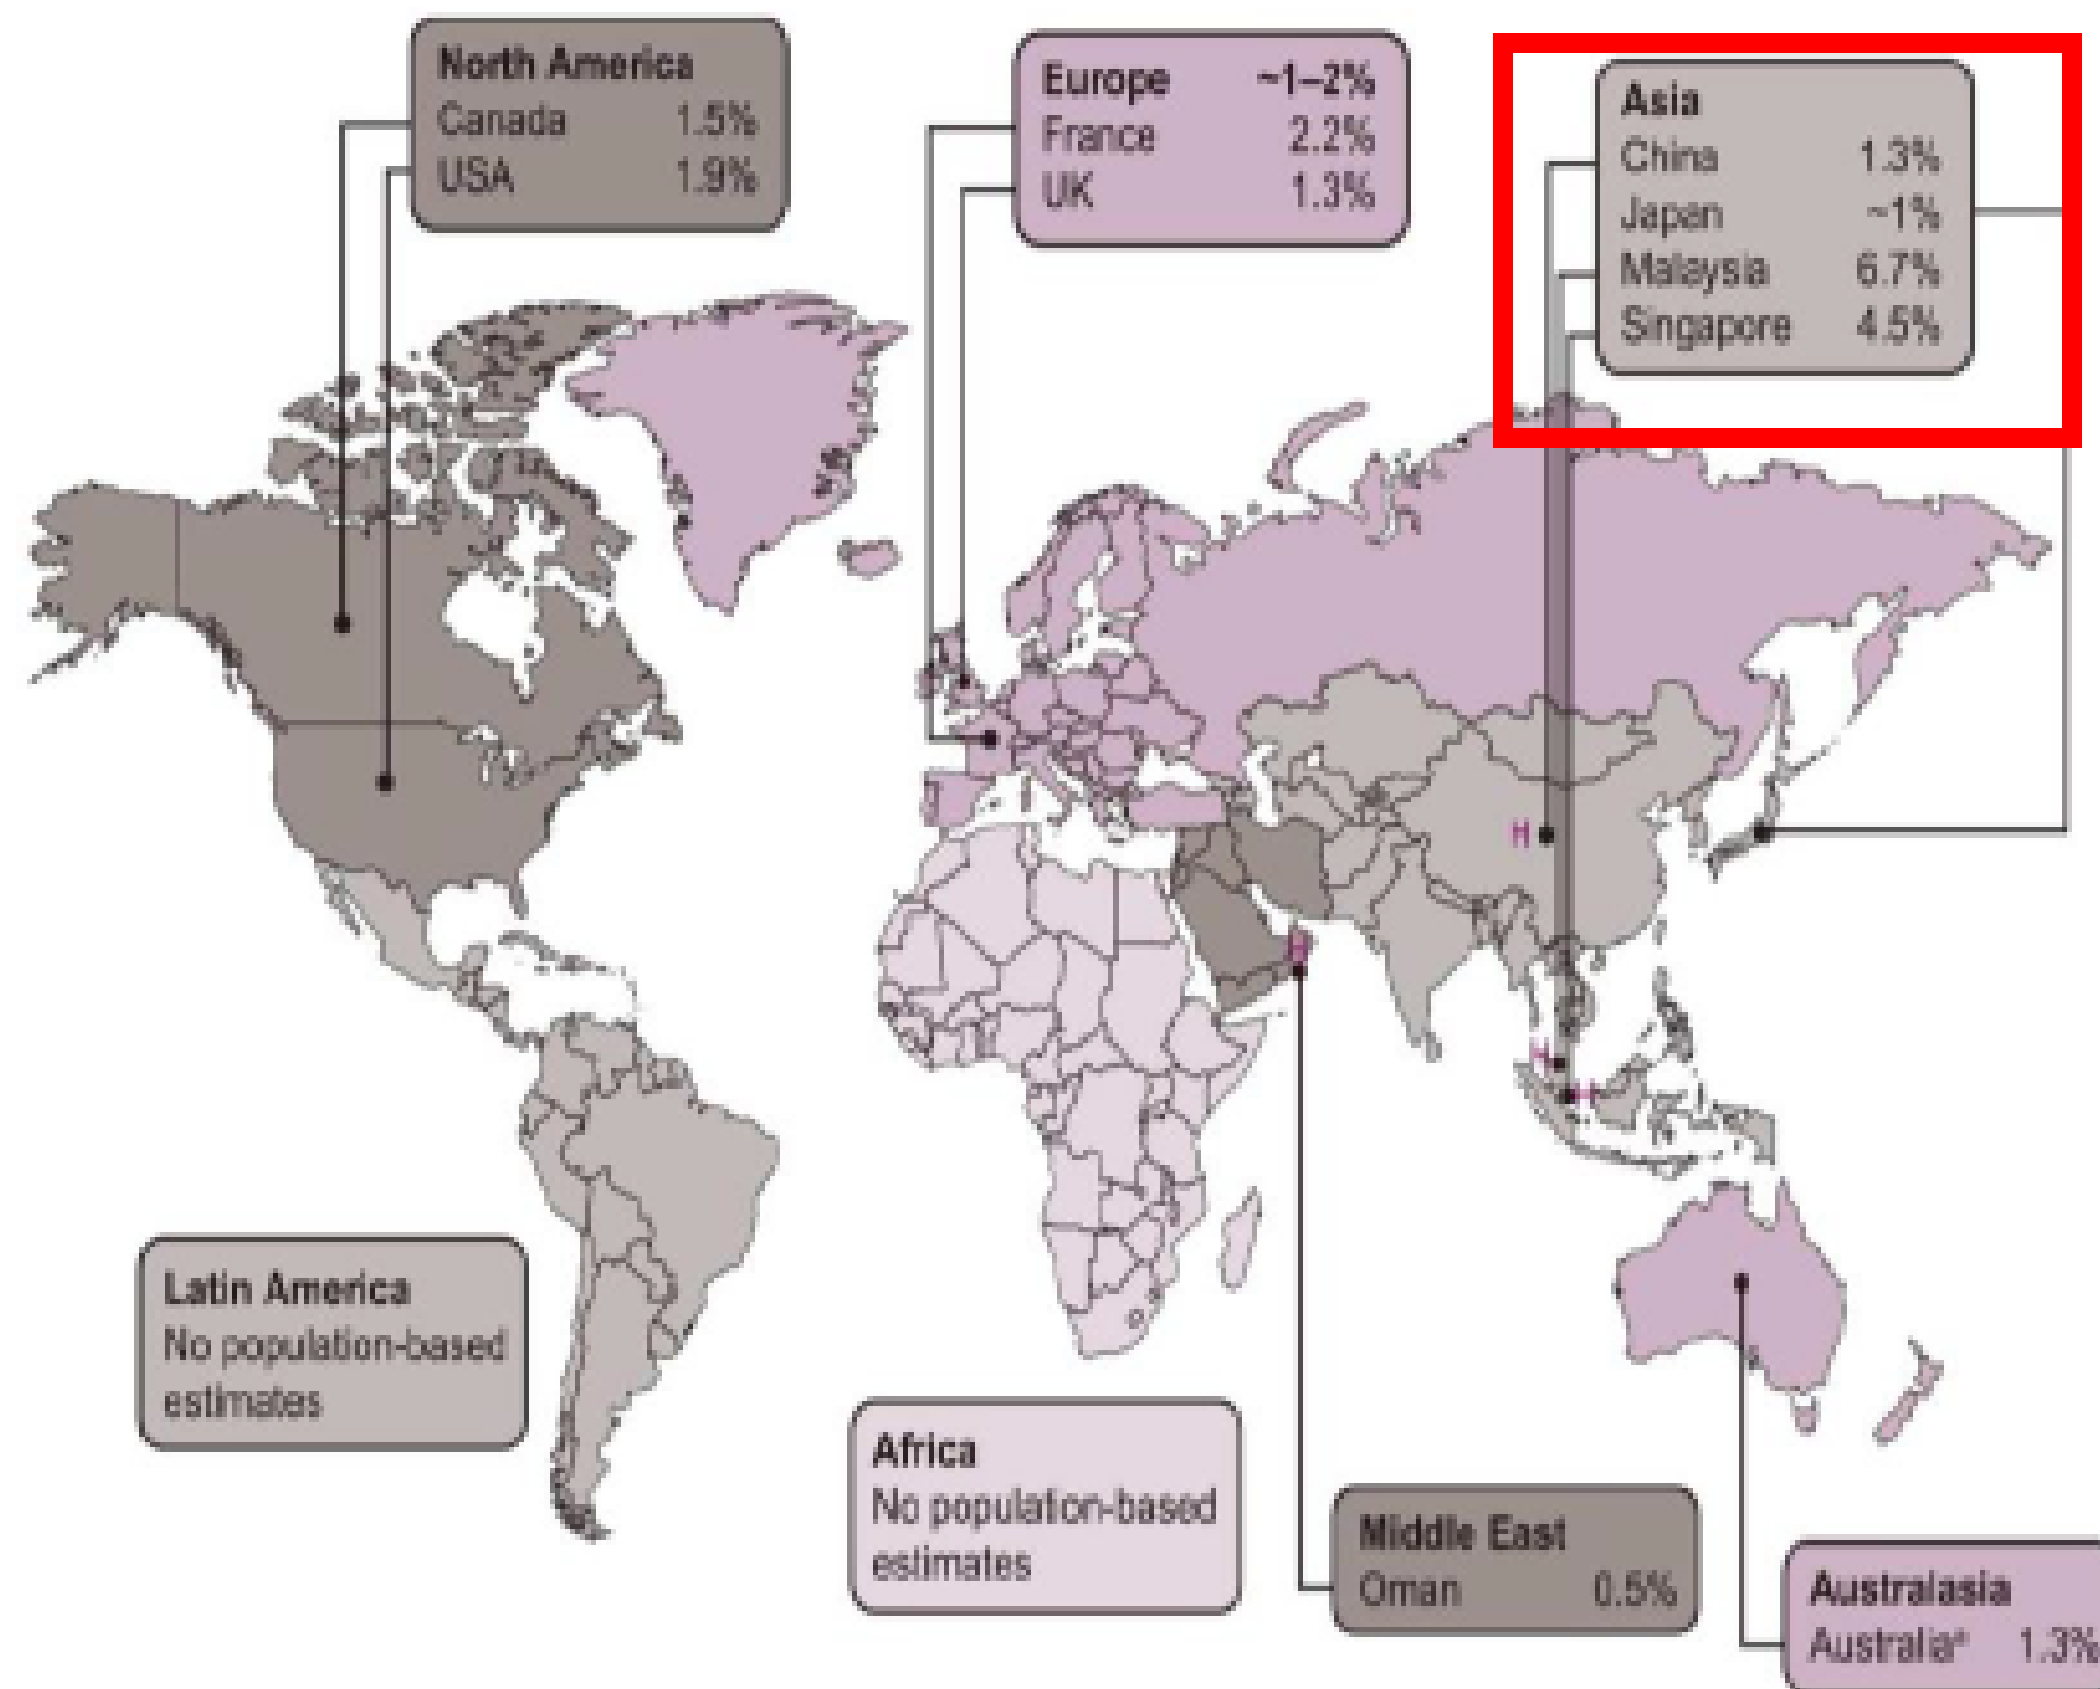 North America
Canada 1.5%
USA 1.9%
Europe ~1–2%
France 2.2%
UK 1.3%
Asia
China 1.3%
Japan ~1%
Malaysia 6.7%
Singapore 4.5%
H
H
H
Latin America
No population-based
estimates
Africa
No population-based
estimates
Middle East
Oman 0.5%
Australasia
Australia* 1.3%